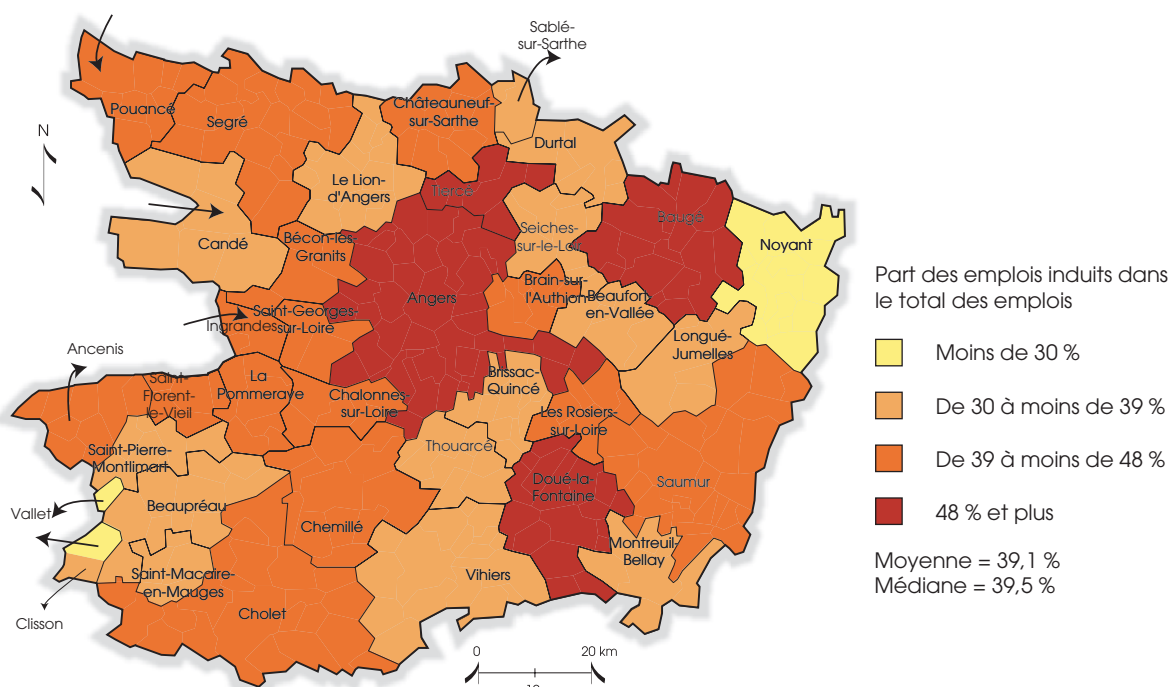 Sablé-
sur-Sarthe
Pouancé
Segré
Châteauneuf-
sur-Sarthe
N
Durtal
Le Lion-
d'Angers
Tiercé
Baugé
Candé
Bécon-les-
Granits
Seiches-
sur-le-Loir
Noyant
Angers
Brain-sur-
l'Authion
Beaufort-
en-Vallée
Ingrandes
Saint-Georges-
sur-Loire
Longué-
Jumelles
Ancenis
Saint-
Florent-
le-Vieil
La
Pommeraye
Chalonnes-
sur-Loire
Brissac-
Quincé
Les Rosiers-
sur-Loire
Saint-Pierre-
Montlimart
Thouarcé
Doué-la-
Fontaine
Saumur
Vallet
Beaupréau
Chemillé
Montreuil-
Bellay
Saint-Macaire-
en-Mauges
Vihiers
Clisson
Cholet
0
20 km
10
Part des emplois induits dans
le total des emplois
Moins de 30 %
De 30 à moins de 39 %
De 39 à moins de 48 %
48 % et plus
Moyenne = 39,1 %
Médiane = 39,5 %